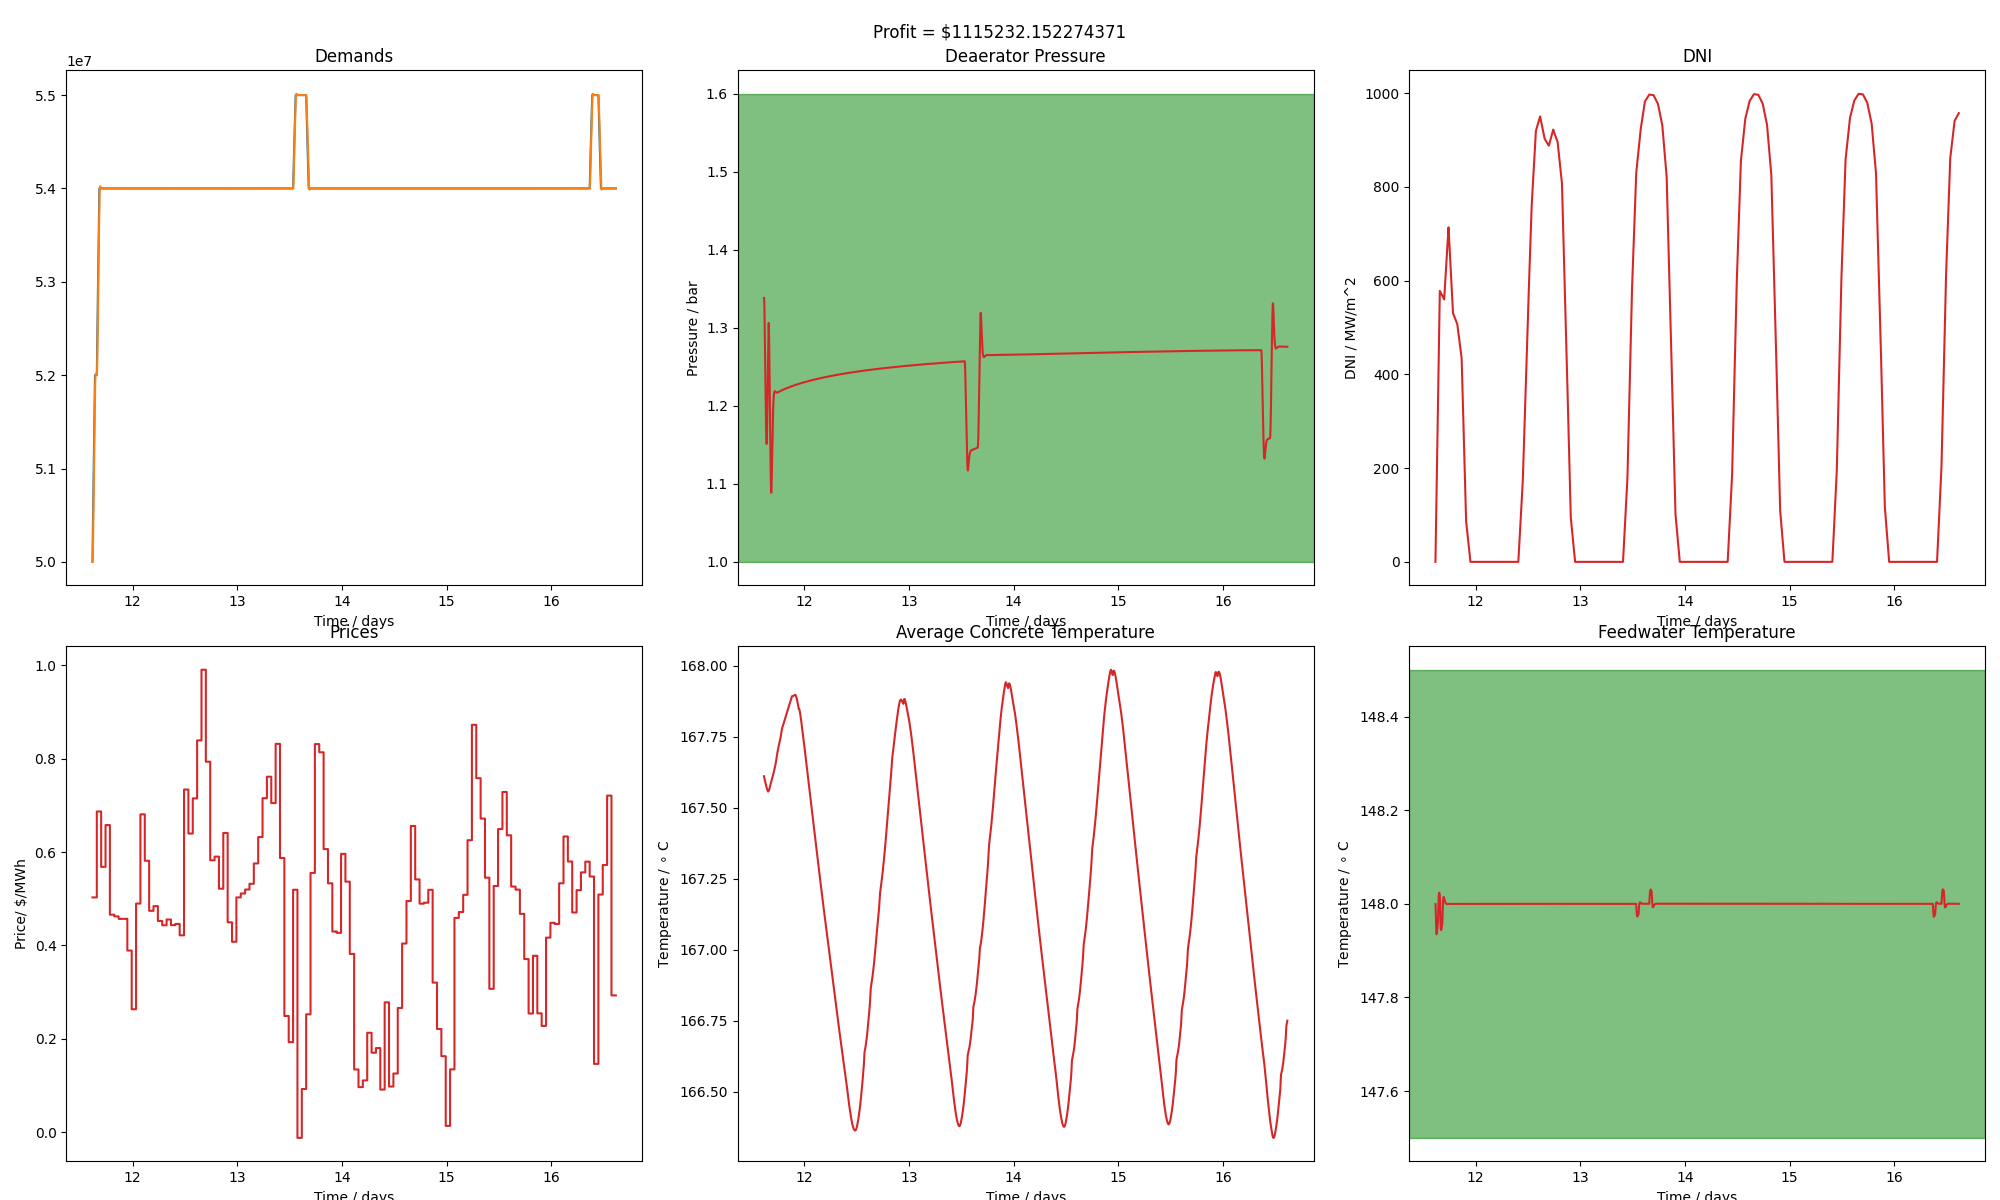 Profit = $1115232.152274371
Demands
1e7
5.5
5.4
5.3
5.2
5.1
5.0
12 13 14 15 16
Time / days
Deaerator Pressure
Pressure / bar
1.6
1.5
1.4
1.3
1.2
1.1
1.0
12 13 14 15 16
Time / days
DNI
DNI / MW/m^2
1000
800
600
400
200
0
12 13 14 15 16
Time / days
Prices
Price/ $/MWh
1.0
0.8
0.6
0.4
0.2
0.0
12 13 14 15 16
Time / days
Average Concrete Temperature
Temperature / ∘ C
168.00
167.75
167.50
167.25
167.00
166.75
166.50
12 13 14 15 16
Time / days
Feedwater Temperature
Temperature / ∘ C
148.4
148.2
148.0
147.8
147.6
12 13 14 15 16
Time / days